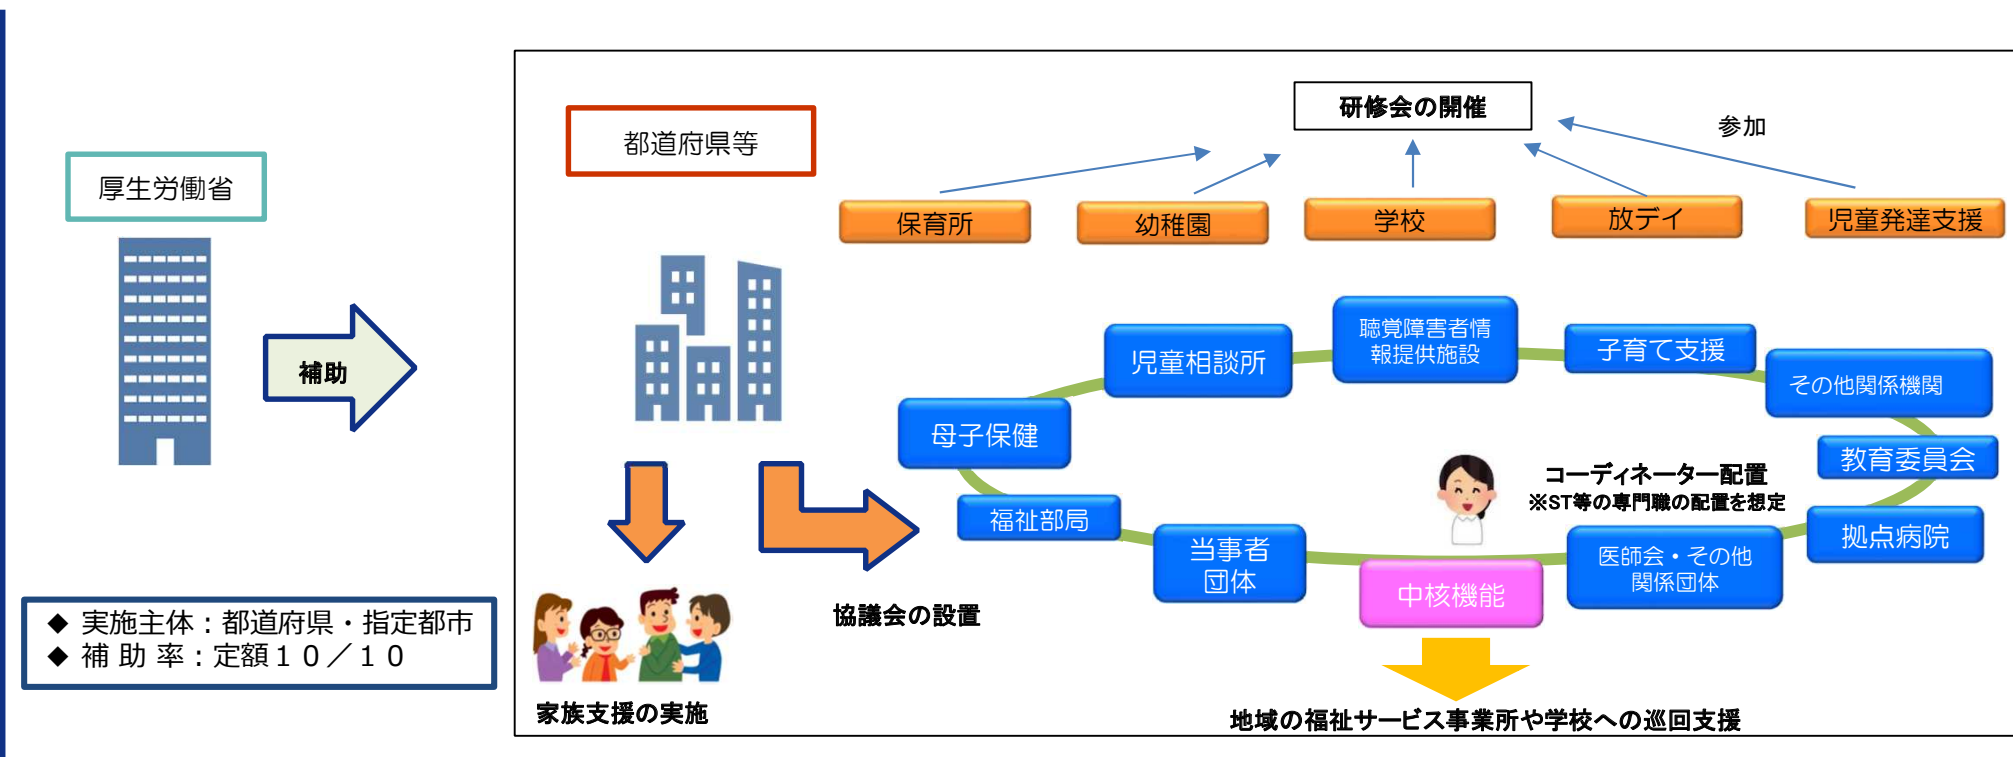 厚生労働省
補助
◆ 実施主体：都道府県・指定都市
◆ 補 助 率：定額１０／１０
都道府県等
研修会の開催
参加
保育所
幼稚園
学校
放デイ
児童発達支援
児童相談所
聴覚障害者情
報提供施設
子育て支援
その他関係機関
母子保健
教育委員会
コーディネーター配置
※ST等の専門職の配置を想定
福祉部局
当事者
団体
中核機能
医師会・その他
関係団体
拠点病院
協議会の設置
家族支援の実施
地域の福祉サービス事業所や学校への巡回支援